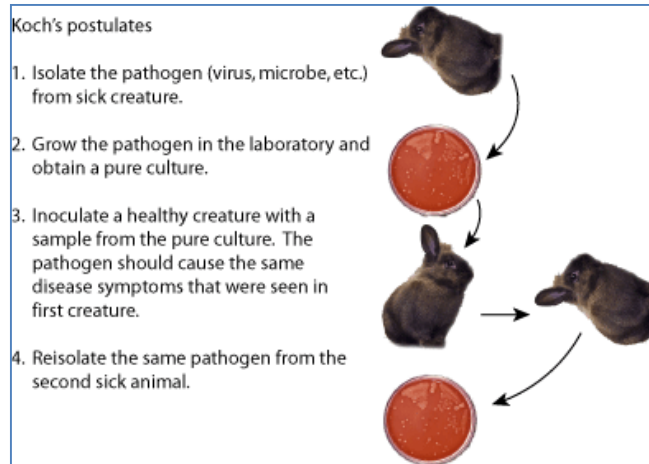 Koch's postulates
1. Isolate the pathogen (virus, microbe, etc.)
from sick creature.
2. Grow the pathogen in the laboratory and
obtain a pure culture.
3. Inoculate a healthy creature with a
sample from the pure culture. The
pathogen should cause the same
disease symptoms that were seen in
first creature.
4. Reisolate the same pathogen from the
second sick animal.